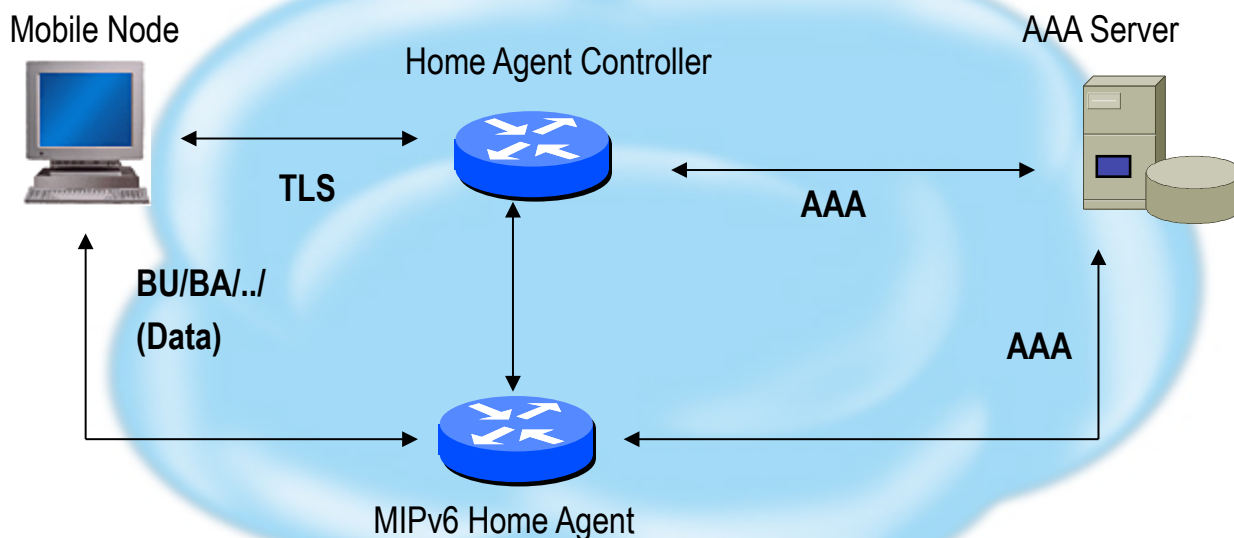 Mobile Node
AAA Server
Home Agent Controller
TLS
AAA
BU/BA/../
(Data)
AAA
MIPv6 Home Agent